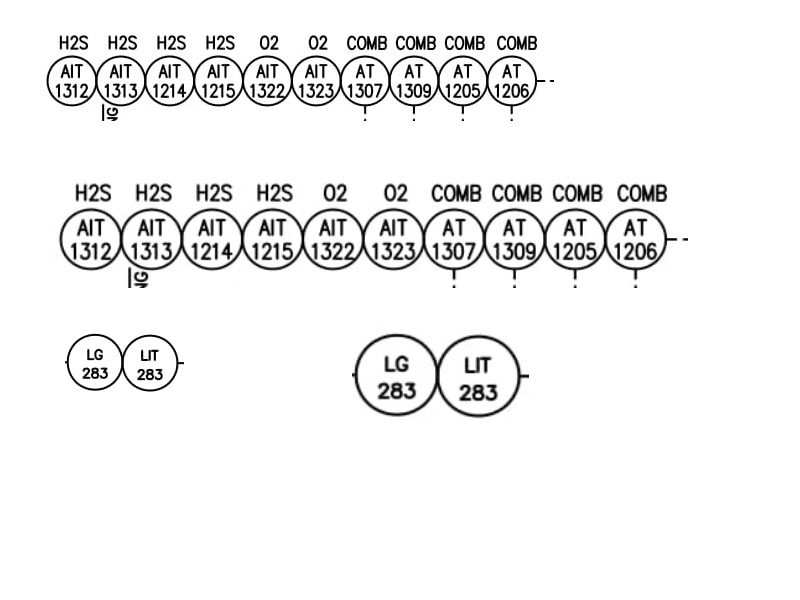 H2S H2S H2S H2S O2 O2 COMB COMB COMB COMB
AIT AIT AIT AIT AIT AIT AT AT AT AT
1312 1313 1214 1215 1322 1323 1307 1309 1205 1206
NG
H2S H2S H2S H2S O2 O2 COMB COMB COMB COMB
AIT AIT AIT AIT AIT AIT AT AT AT AT
1312 1313 1214 1215 1322 1323 1307 1309 1205 1206
NG
LG LIT LG LIT
283 283 283 283